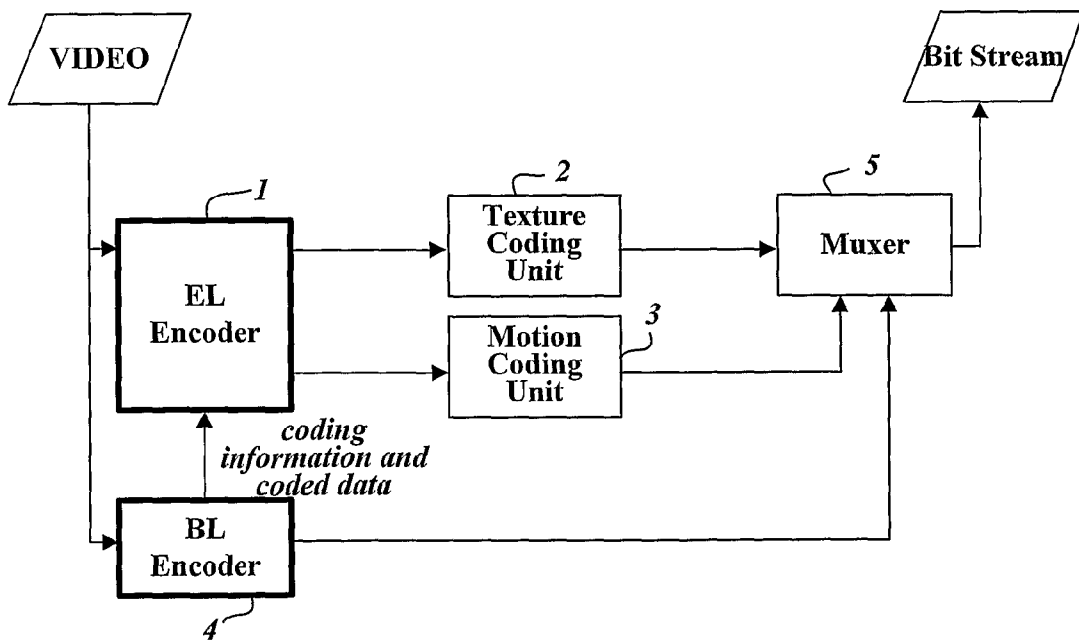 VIDEO
Bit Stream
1
2
5
EL
Encoder
Texture
Coding
Unit
Muxer
3
Motion
Coding
Unit
coding
information and
coded data
BL
Encoder
4